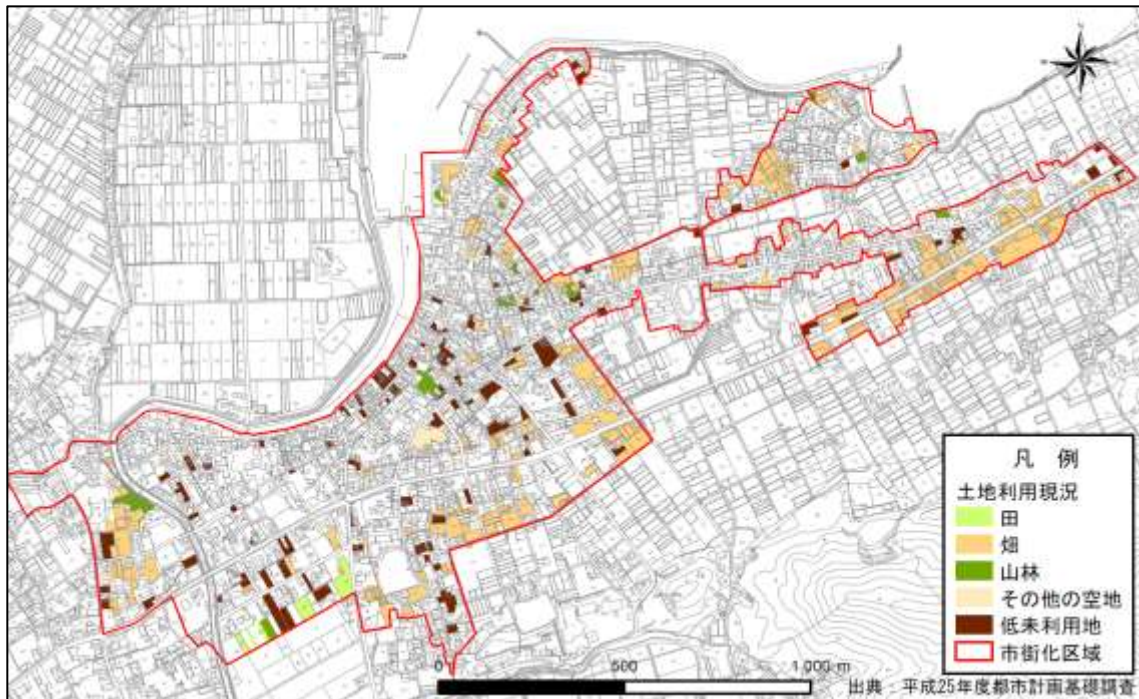 凡 例
土地利用現況
田
畑
山林
その他の空地
低未利用地
市街化区域
0 500 1,000 m
出典：平成25年度都市計画基礎調査